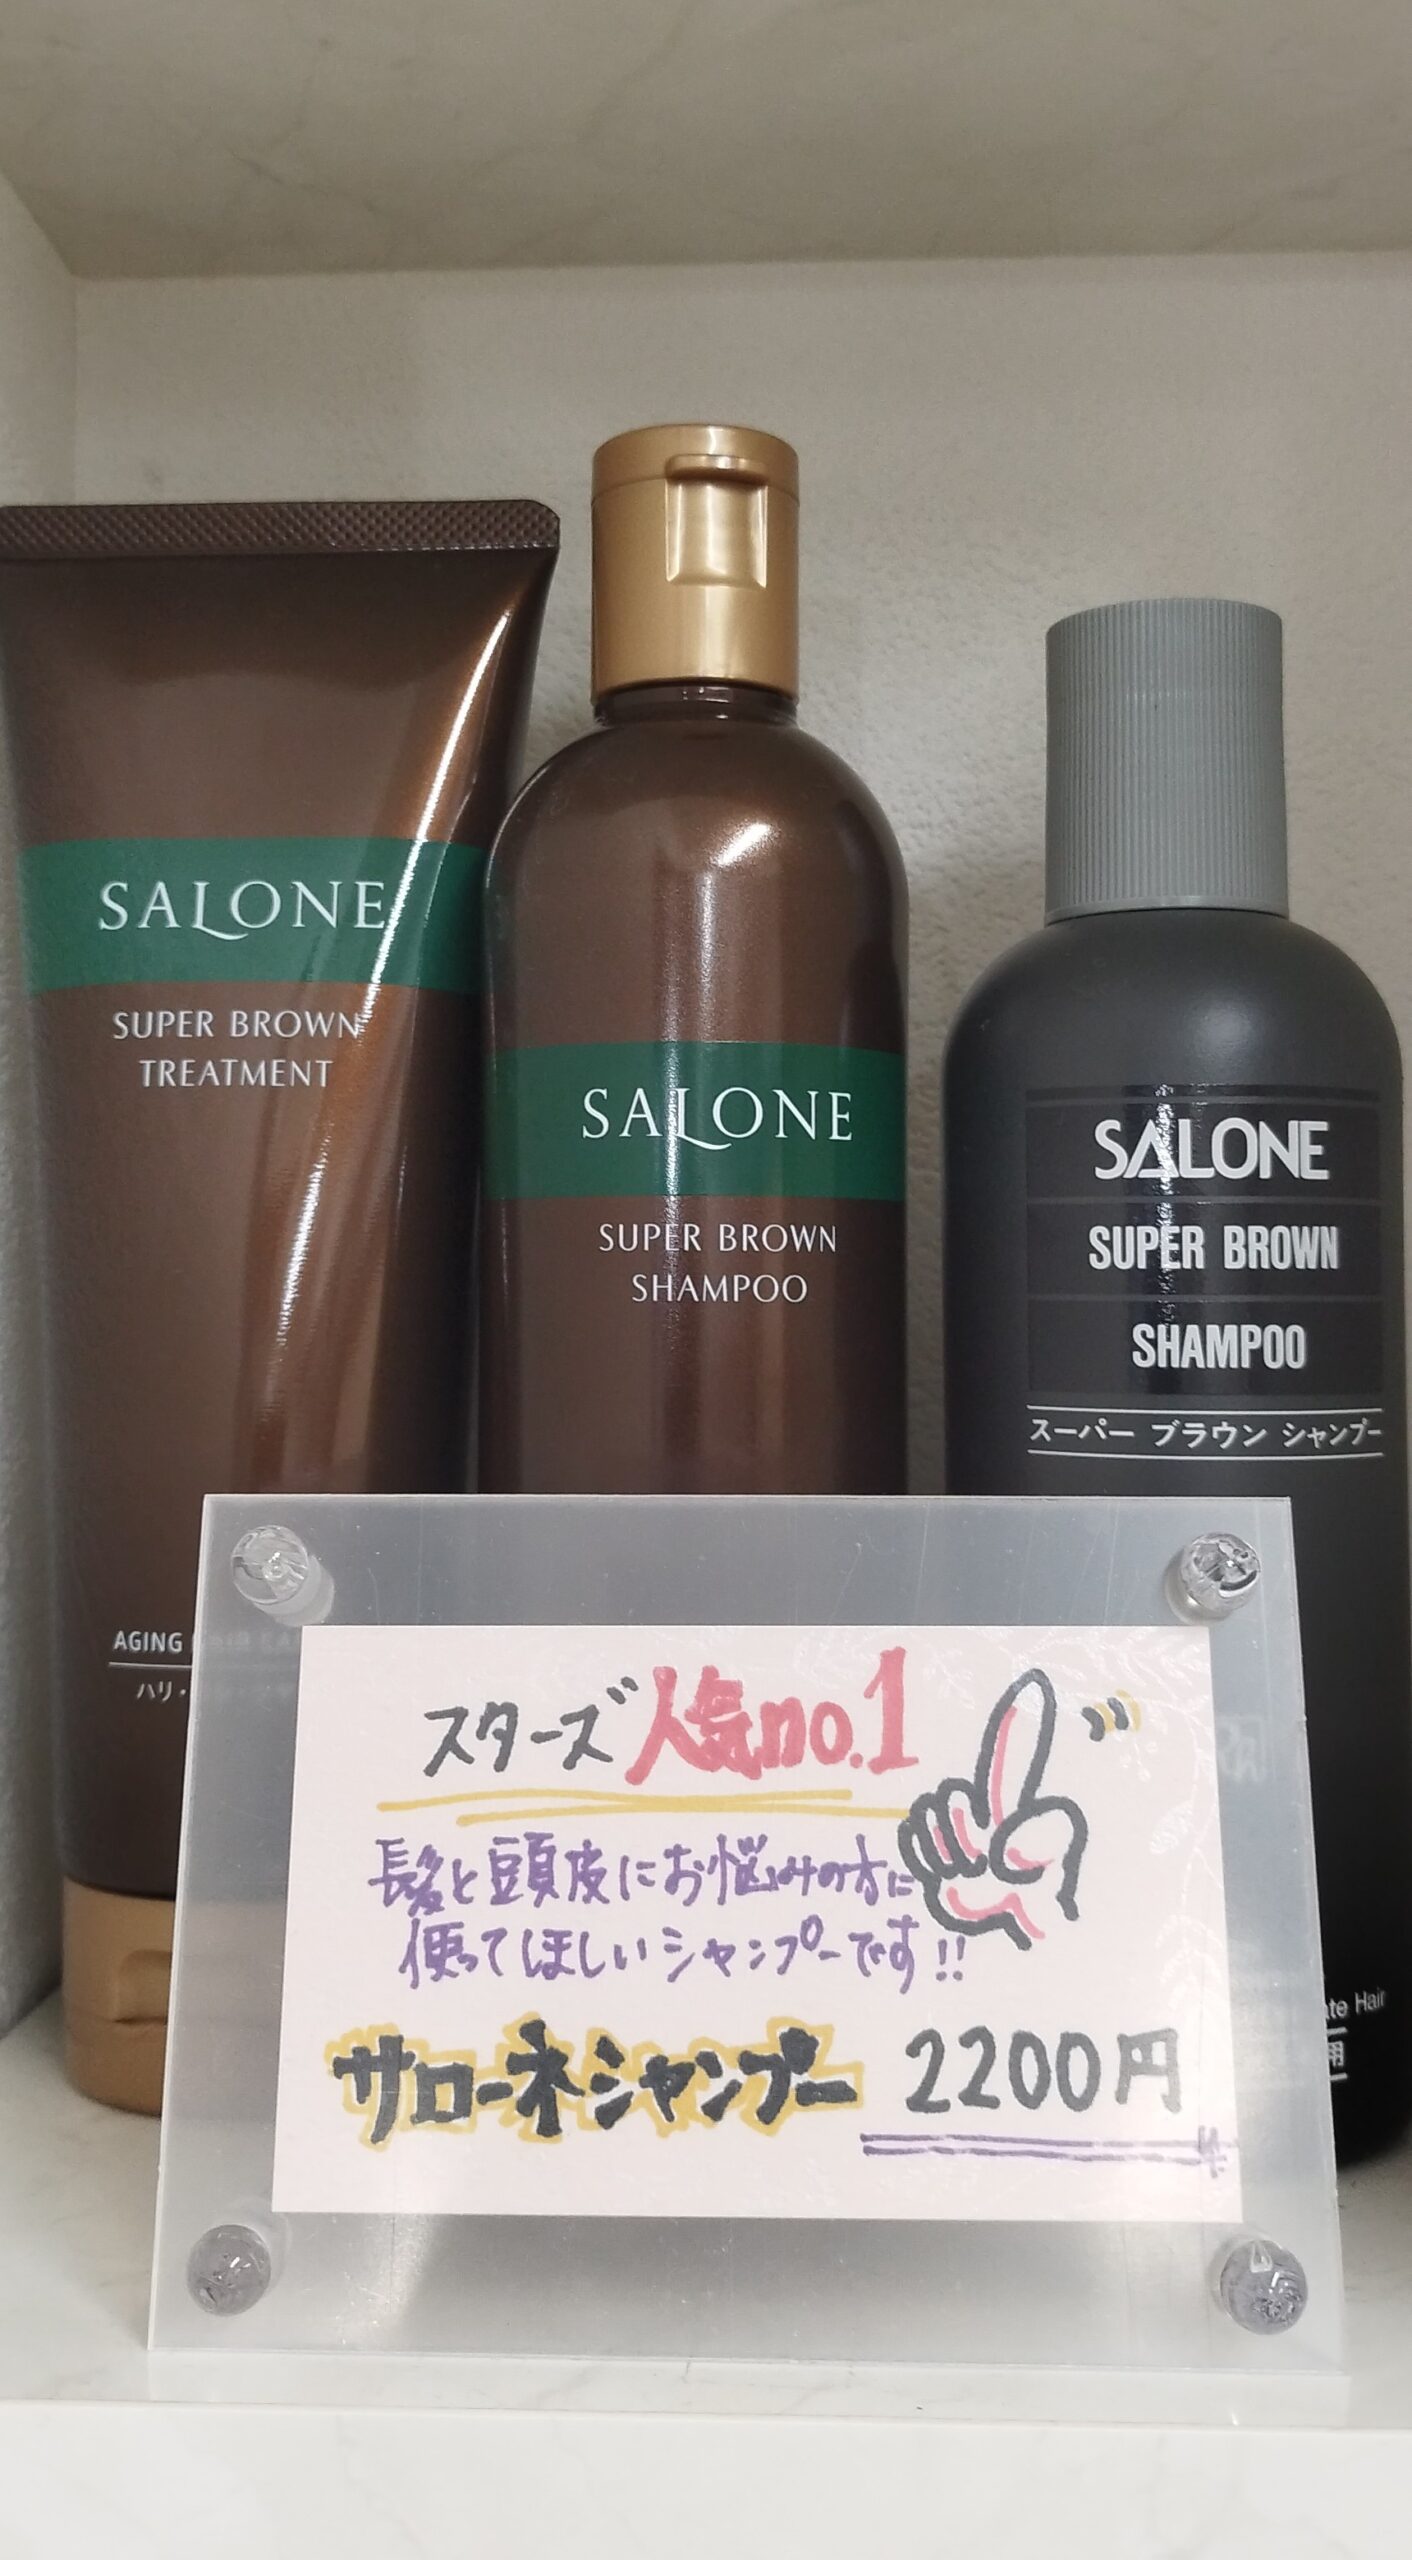 SALONE
SUPER BROWN
TREATMENT
AGING
ハリ・
SALONE
SUPER BROWN
SHAMPOO
SALONE
SUPER BROWN
SHAMPOO
スーパー ブラウン シャンプー
Hair
用
スターズ人気no.1
長髪と頭皮にお悩みの方に
使ってほしいシャンプーです!!
サローネシャンプー 2200円